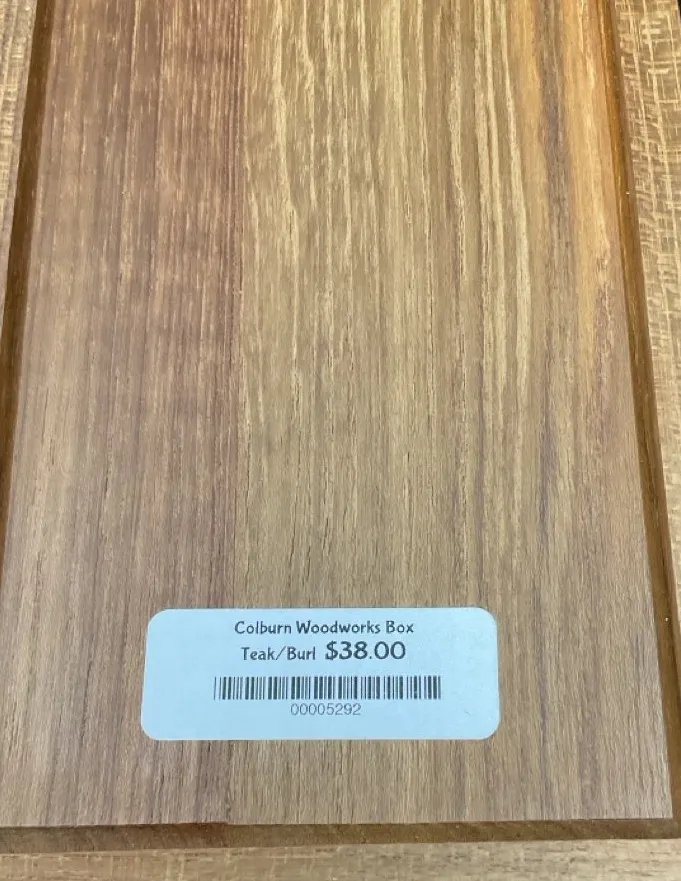 Colburn Woodworks Box
Teak/Burl $38.00
00005292